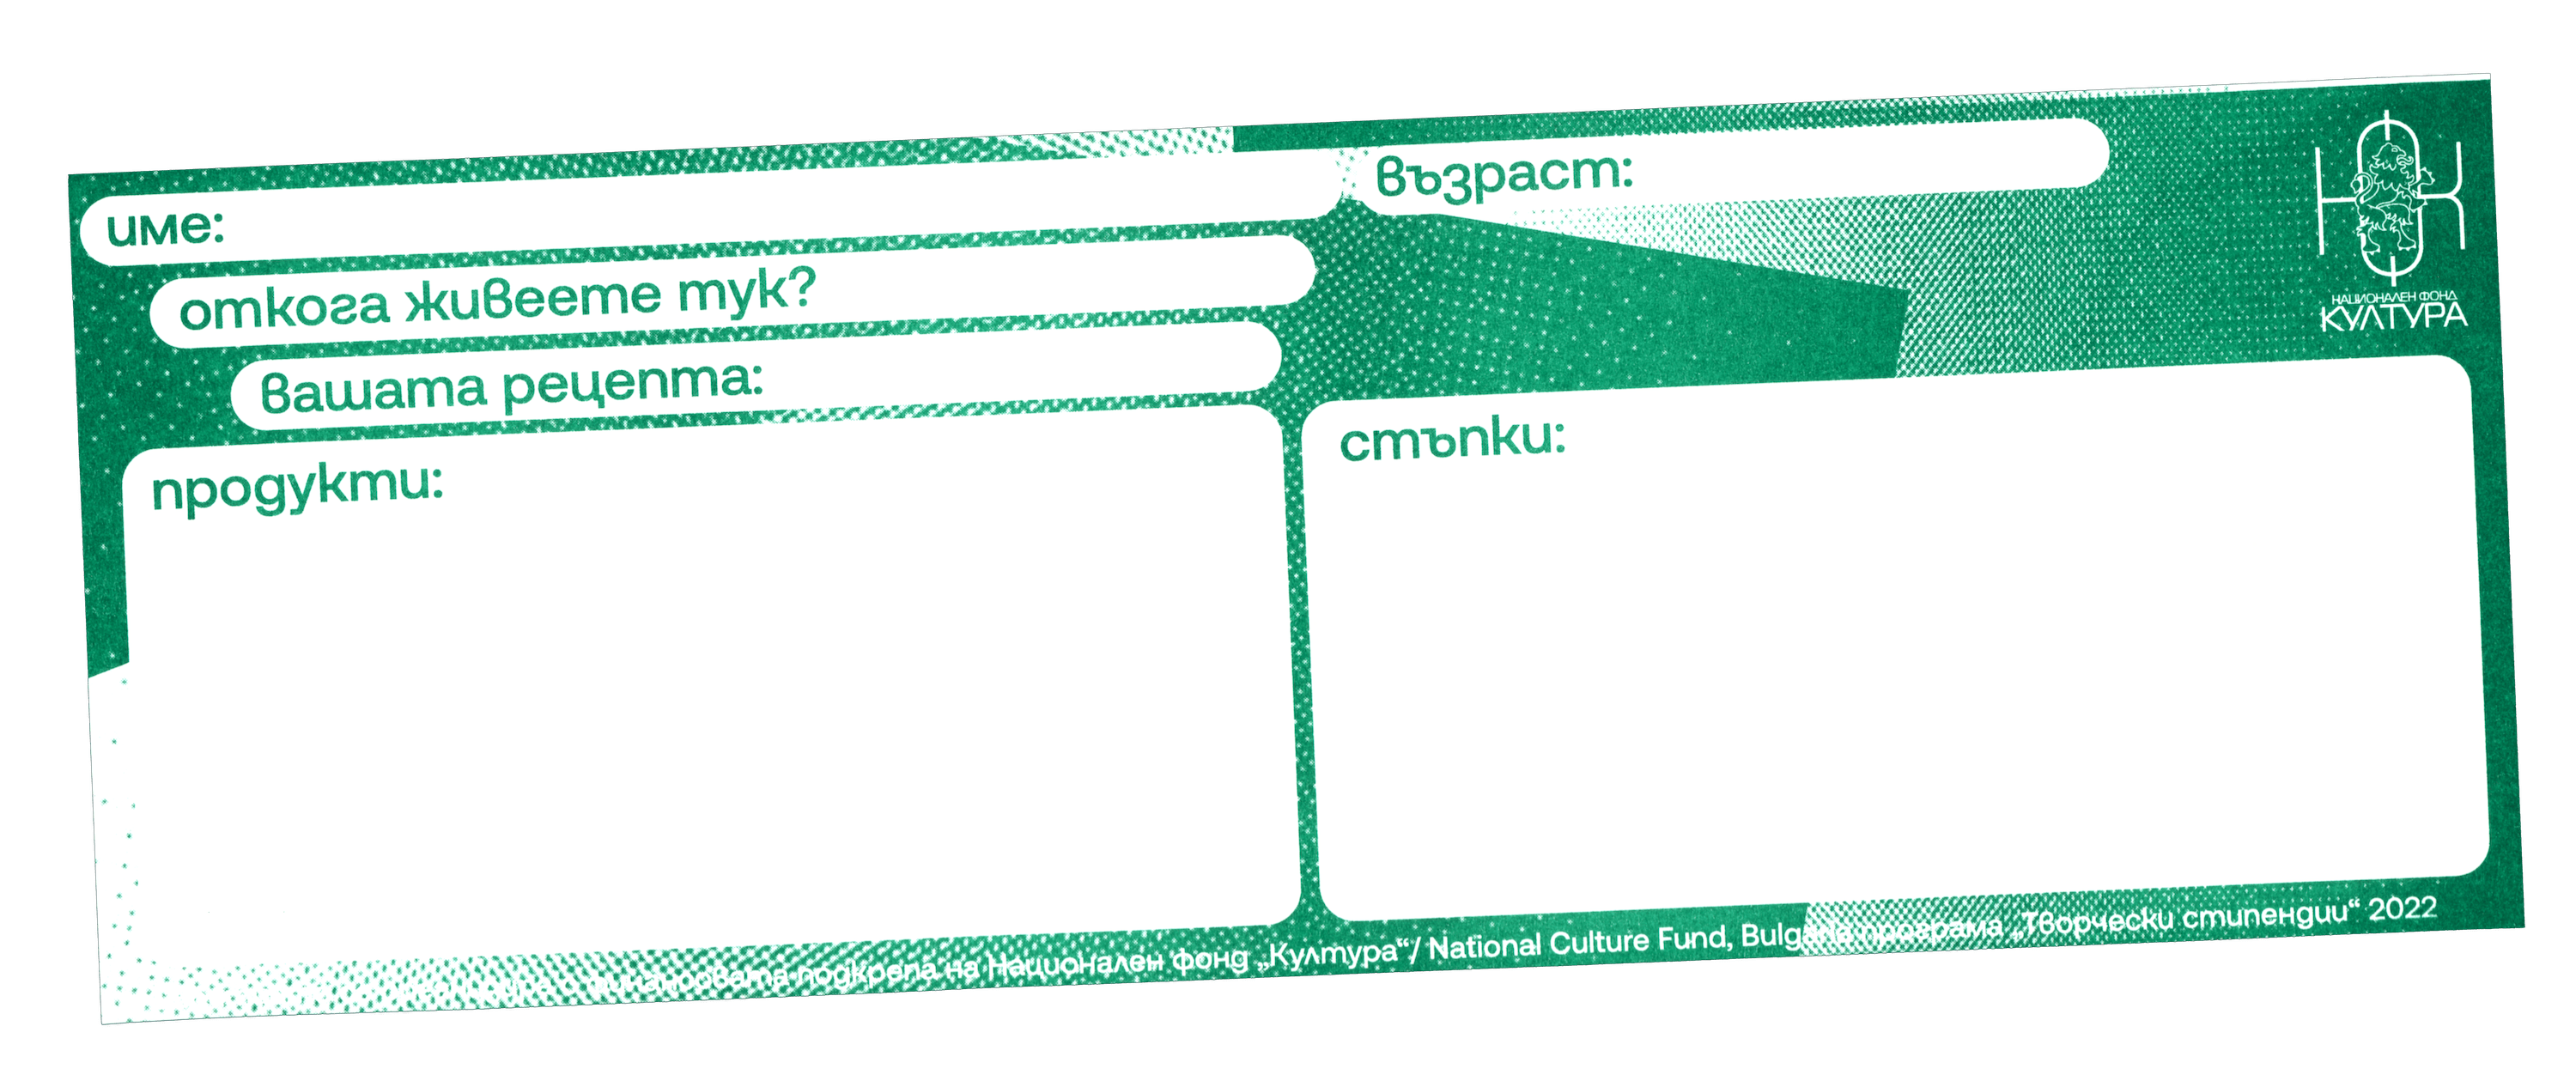 име:
възраст:
откога живеете тук?
вашата рецепта:
продукти:
стъпки:
НАЦИОНАЛЕН ФОНД
КУЛТУРА
финансовата подкрепа на Национален фонд „Култура“/ National Culture Fund, Bulgaria програма „Творчески стипендии“ 2022